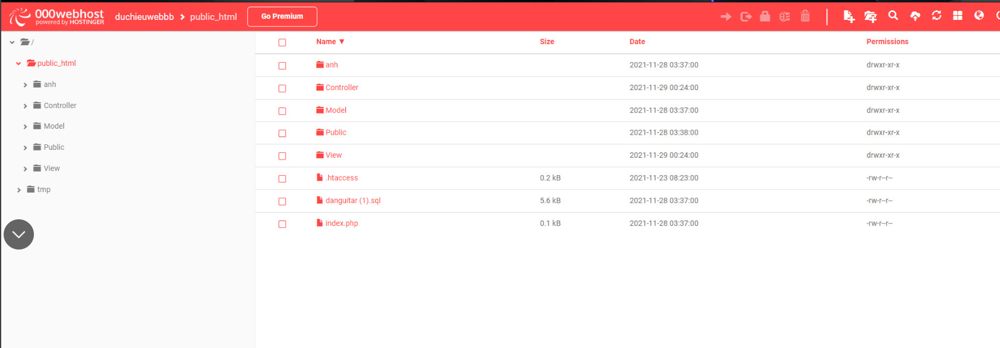 000webhost
powered by HOSTINGER
duchieuwebbb > public_html
Go Premium
/
public_html
anh
Controller
Model
Public
View
tmp
Name ▼ Size Date Permissions
anh 2021-11-28 03:37:00 drwxr-xr-x
Controller 2021-11-29 00:24:00 drwxr-xr-x
Model 2021-11-28 03:37:00 drwxr-xr-x
Public 2021-11-28 03:38:00 drwxr-xr-x
View 2021-11-29 00:24:00 drwxr-xr-x
.htaccess 0.2 kB 2021-11-23 08:23:00 -rw-r--r--
danguitar (1).sql 5.6 kB 2021-11-28 03:37:00 -rw-r--r--
index.php 0.1 kB 2021-11-28 03:37:00 -rw-r--r--